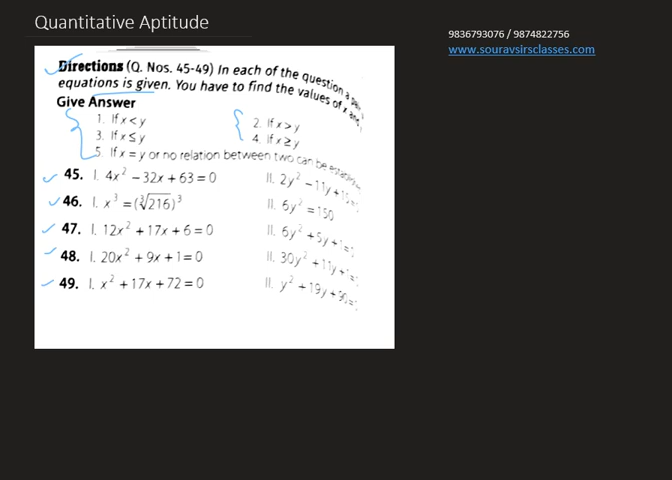 Quantitative Aptitude
9836793076 / 9874822756
www.souravsirsclasses.com
Directions (Q. Nos. 45-49) In each of the question a
equations is given. You have to find the values of x and
Give Answer
1. If x < y 2. If x > y
3. If x ≤ y 4. If x ≥ y
5. If x = y or no relation between two can be
45. I. 4x² − 32x + 63 = 0 II. 2y² − 11y +
46. I. x³ = (∛216)³ II. 6y² = 150
47. I. 12x² + 17x + 6 = 0 II. 6y² + 5y + 1 =
48. I. 20x² + 9x + 1 = 0 II. 30y² + 11y + 1 =
49. I. x² + 17x + 72 = 0 II. y² + 19y + 90 =